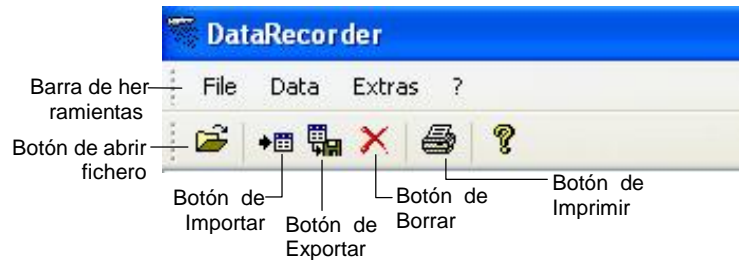 DataRecorder
Barra de her
ramientas
File Data Extras ?
Botón de abrir
fichero
Botón de
Importar
Botón de
Exportar
Botón de
Borrar
Botón de
Imprimir